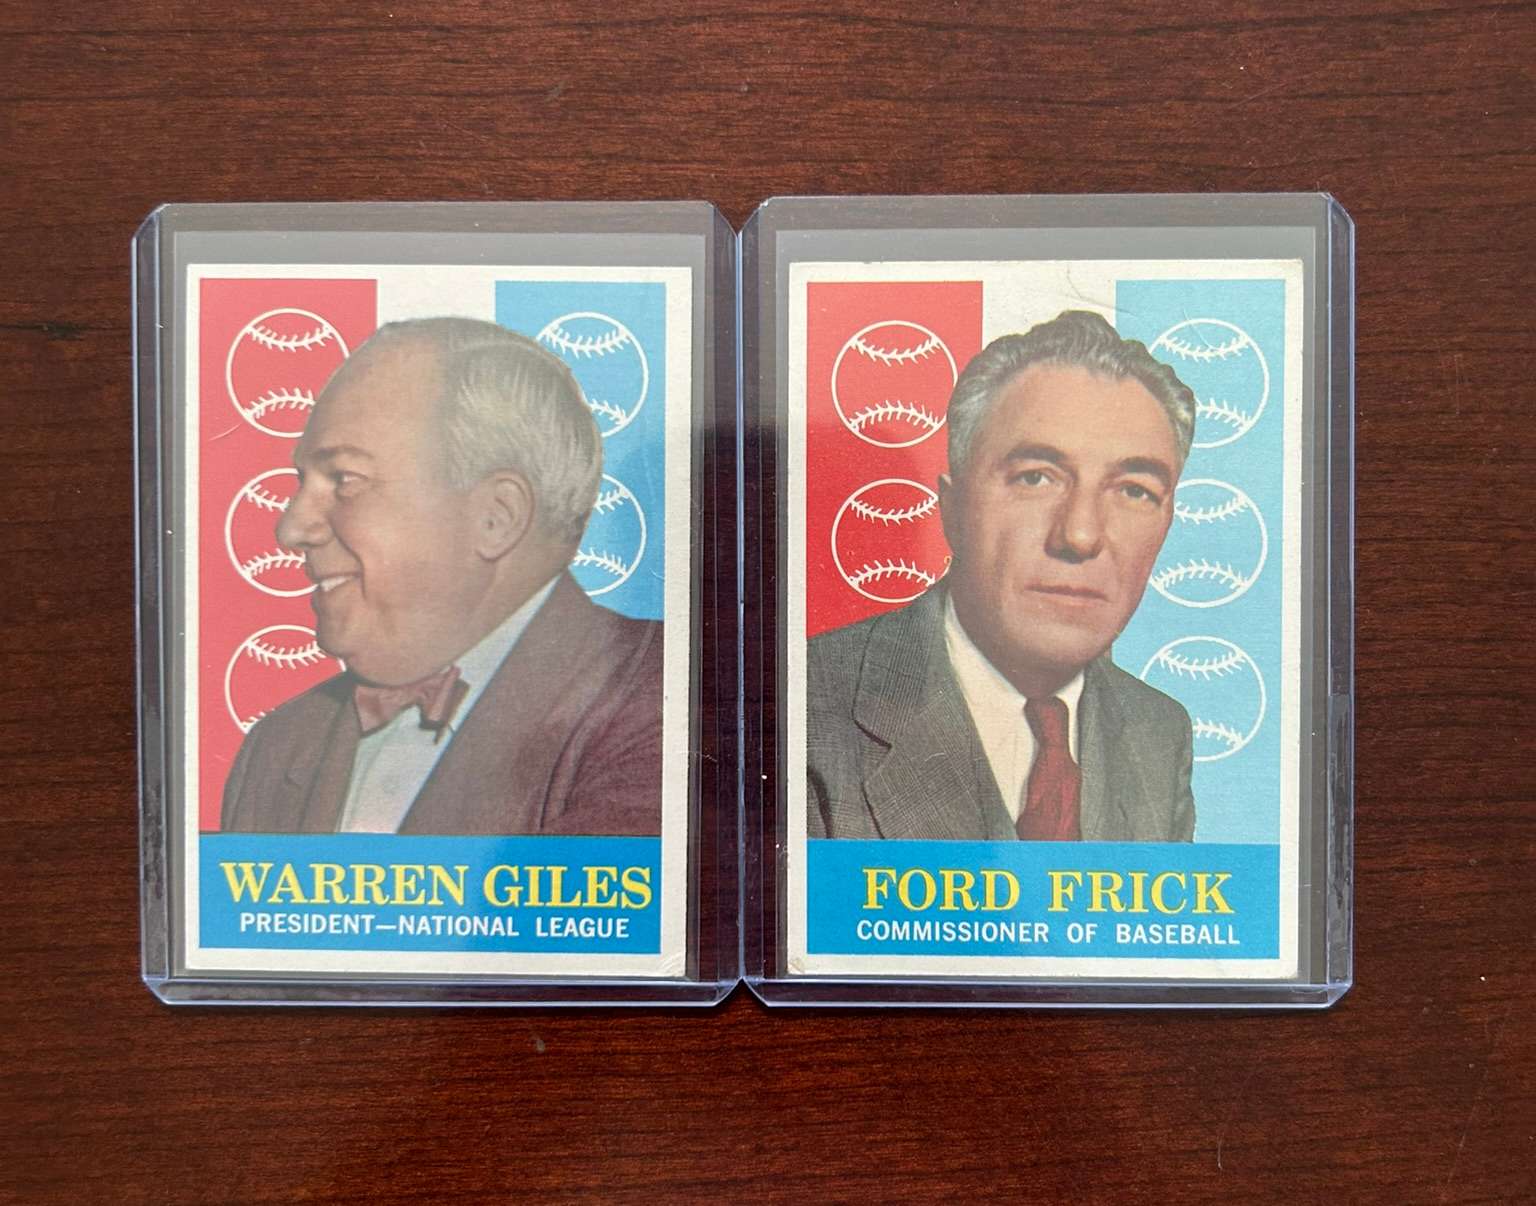 WARREN GILES
PRESIDENT—NATIONAL LEAGUE
FORD FRICK
COMMISSIONER OF BASEBALL